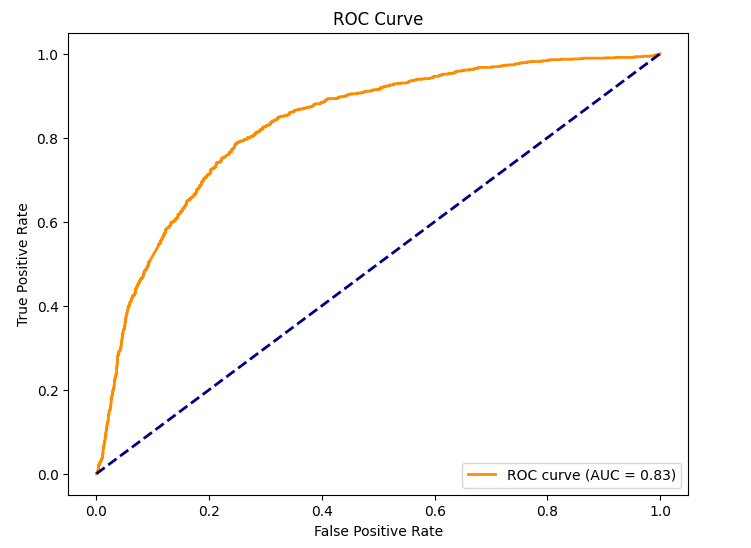 ROC Curve
True Positive Rate
1.0
0.8
0.6
0.4
0.2
0.0
ROC curve (AUC = 0.83)
0.0 0.2 0.4 0.6 0.8 1.0
False Positive Rate